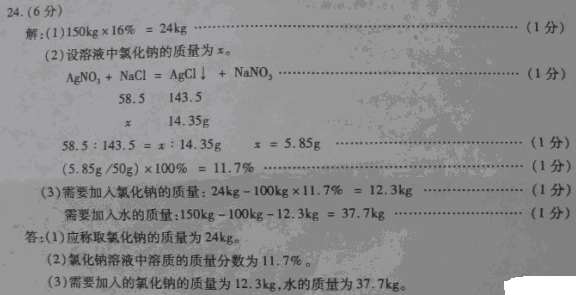 24.(6分)
解:(1)150kg×16% = 24kg ………………………………………(1分)
(2)设溶液中氯化钠的质量为x。
AgNO₃ + NaCl = AgCl↓ + NaNO₃ ………………………………(1分)
58.5 143.5
x 14.35g
58.5∶143.5 = x∶14.35g x = 5.85g ………………………………(1分)
(5.85g/50g)×100% = 11.7% ………………………………………(1分)
(3)需要加入氯化钠的质量: 24kg-100kg×11.7% = 12.3kg ………………(1分)
需要加入水的质量:150kg-100kg-12.3kg = 37.7kg ………………(1分)
答:(1)应称取氯化钠的质量为24kg。
(2)氯化钠溶液中溶质的质量分数为11.7%。
(3)需要加入的氯化钠的质量为12.3kg,水的质量为37.7kg。